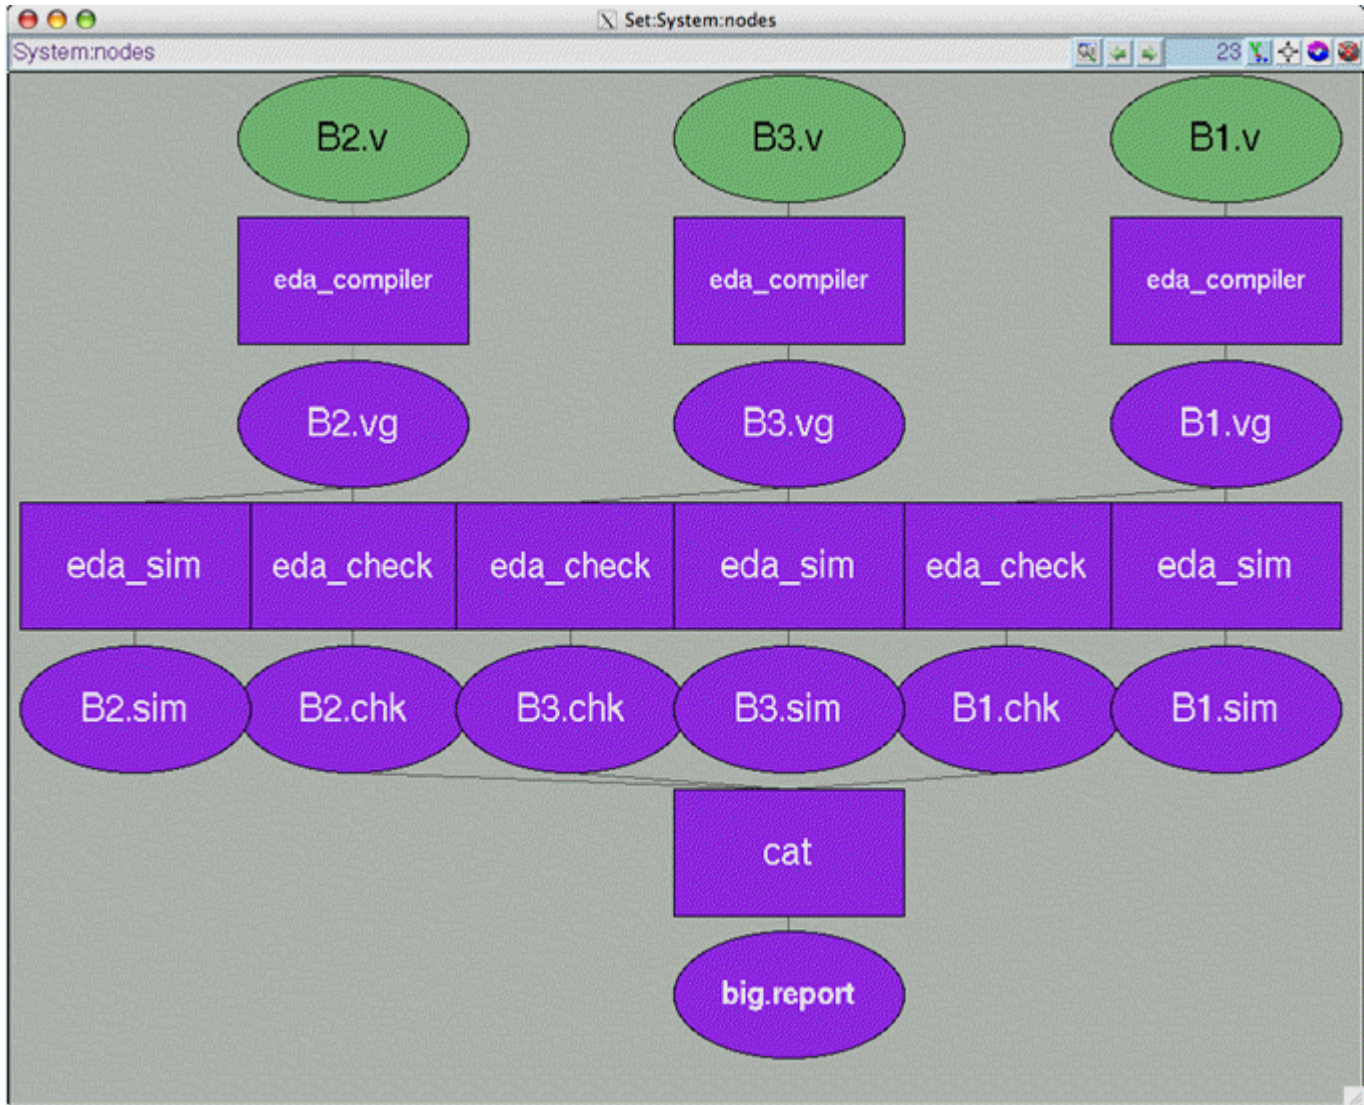 Set:System:nodes
System:nodes
23
B2.v B3.v B1.v
eda_compiler eda_compiler eda_compiler
B2.vg B3.vg B1.vg
eda_sim eda_check eda_check eda_sim eda_check eda_sim
B2.sim B2.chk B3.chk B3.sim B1.chk B1.sim
cat
big.report